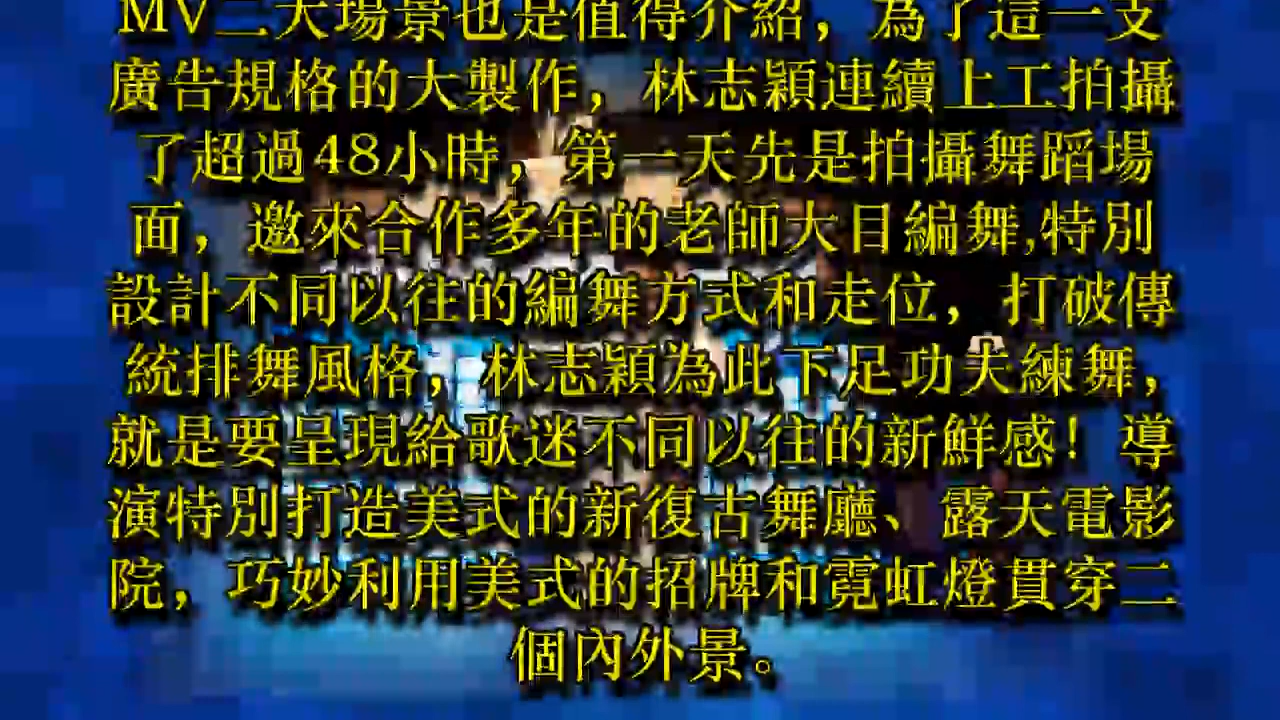 MV二大場景也是值得介紹，為了這一支
廣告規格的大製作，林志穎連續上工拍攝
了超過48小時，第一天先是拍攝舞蹈場
面，邀來合作多年的老師大目編舞,特別
設計不同以往的編舞方式和走位，打破傳
統排舞風格，林志穎為此下足功夫練舞，
就是要呈現給歌迷不同以往的新鮮感！導
演特別打造美式的新復古舞廳、露天電影
院，巧妙利用美式的招牌和霓虹燈貫穿二
個內外景。